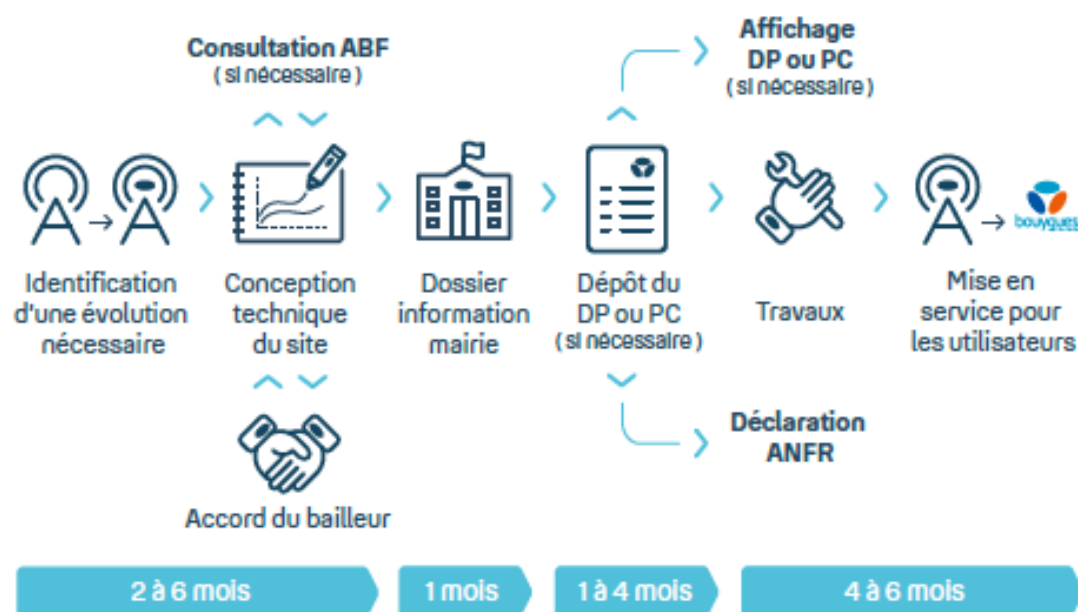 Consultation ABF
( si nécessaire )
Affichage
DP ou PC
( si nécessaire )
Identification
d'une évolution
nécessaire
Conception
technique
du site
Dossier
information
mairie
Dépôt du
DP ou PC
( si nécessaire )
Travaux
bouygues
Mise en
service pour
les utilisateurs
Accord du bailleur
Déclaration
ANFR
2 à 6 mois
1 mois
1 à 4 mois
4 à 6 mois